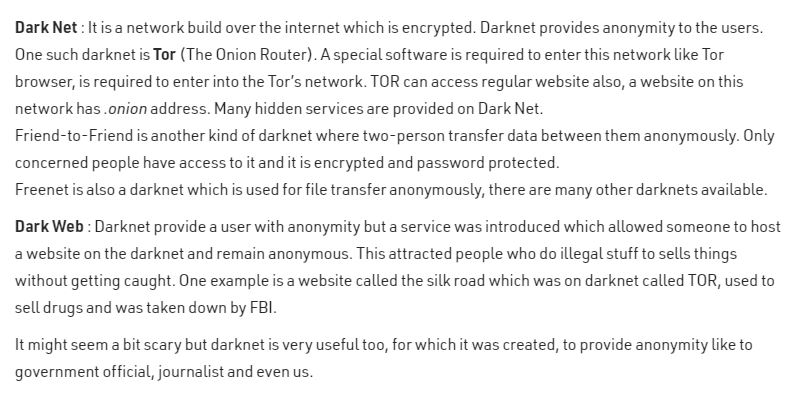 Dark Net : It is a network build over the internet which is encrypted. Darknet provides anonymity to the users.
One such darknet is Tor (The Onion Router). A special software is required to enter this network like Tor
browser, is required to enter into the Tor's network. TOR can access regular website also, a website on this
network has .onion address. Many hidden services are provided on Dark Net.
Friend-to-Friend is another kind of darknet where two-person transfer data between them anonymously. Only
concerned people have access to it and it is encrypted and password protected.
Freenet is also a darknet which is used for file transfer anonymously, there are many other darknets available.
Dark Web : Darknet provide a user with anonymity but a service was introduced which allowed someone to host
a website on the darknet and remain anonymous. This attracted people who do illegal stuff to sells things
without getting caught. One example is a website called the silk road which was on darknet called TOR, used to
sell drugs and was taken down by FBI.
It might seem a bit scary but darknet is very useful too, for which it was created, to provide anonymity like to
government official, journalist and even us.